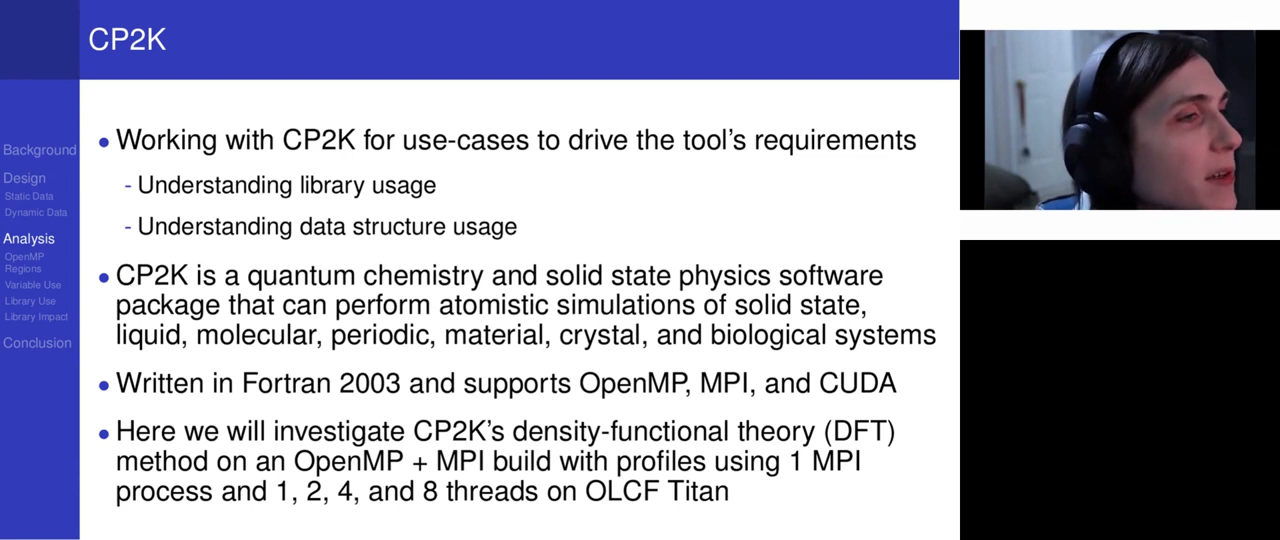 CP2K
Background
Design
Static Data
Dynamic Data
Analysis
OpenMP
Regions
Variable Use
Library Use
Library Impact
Conclusion
• Working with CP2K for use-cases to drive the tool's requirements
- Understanding library usage
- Understanding data structure usage
• CP2K is a quantum chemistry and solid state physics software
package that can perform atomistic simulations of solid state,
liquid, molecular, periodic, material, crystal, and biological systems
• Written in Fortran 2003 and supports OpenMP, MPI, and CUDA
• Here we will investigate CP2K's density-functional theory (DFT)
method on an OpenMP + MPI build with profiles using 1 MPI
process and 1, 2, 4, and 8 threads on OLCF Titan